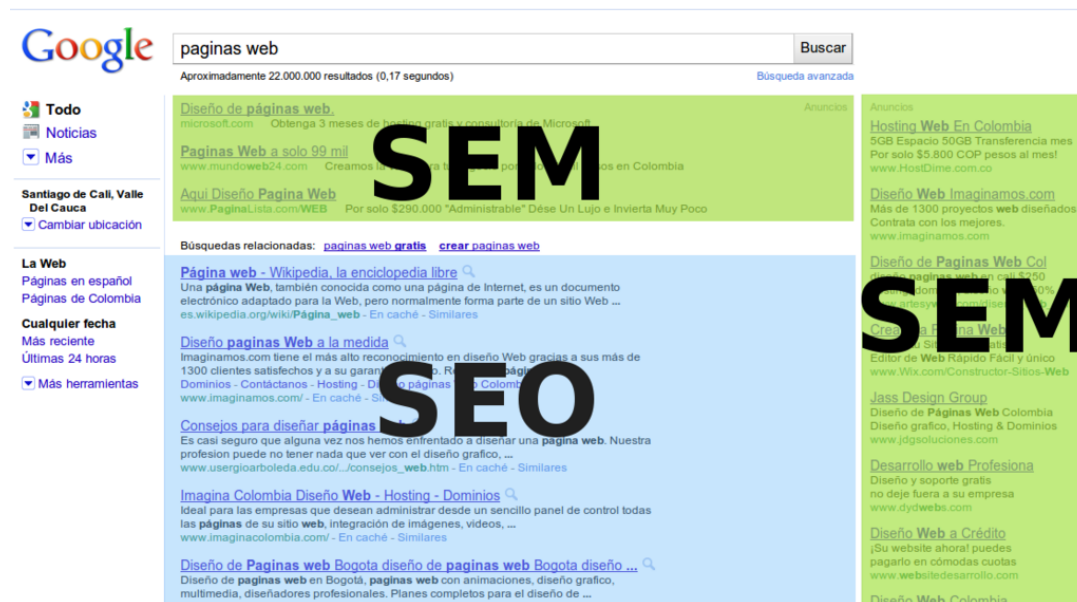 Google
paginas web
Buscar
Aproximadamente 22.000.000 resultados (0,17 segundos)
Búsqueda avanzada
Todo
Noticias
Más
Santiago de Cali, Valle
Del Cauca
Cambiar ubicación
La Web
Páginas en español
Páginas de Colombia
Cualquier fecha
Más reciente
Últimas 24 horas
Más herramientas
Diseño de páginas web.
Anuncios
microsoft.com Obtenga 3 meses de hosting gratis y consultoría de Microsoft
Paginas Web a solo 99 mil
www.mundoweb24.com Creamos en Colombia
Aqui Diseño Pagina Web
www.PaginaLista.com/WEB Por solo $290.000 "Administrable" Dése Un Lujo e Invierta Muy Poco
SEM
Búsquedas relacionadas: paginas web gratis crear paginas web
Página web - Wikipedia, la enciclopedia libre
Una página Web, también conocida como una página de Internet, es un documento
electrónico adaptado para la Web, pero normalmente forma parte de un sitio Web ...
es.wikipedia.org/wiki/Página_web - En caché - Similares
Diseño paginas Web a la medida
Imaginamos.com tiene el más alto reconocimiento en diseño Web gracias a sus más de
1300 clientes satisfechos y a su
Dominios - Contáctanos - Hosting - páginas
www.imaginamos.com/ - En caché -
SEO
Consejos para diseñar páginas
Es casi seguro que alguna vez nos hemos enfrentado a diseñar una página web. Nuestra
profesion puede no tener nada que ver con el diseño grafico, ...
www.usergioarboleda.edu.co/.../consejos_web.htm - En caché - Similares
Imagina Colombia Diseño Web - Hosting - Dominios
Ideal para las empresas que desean administrar desde un sencillo panel de control todas
las páginas de su sitio web, integración de imágenes, videos, ...
www.imaginacolombia.com/ - En caché - Similares
Diseño de Paginas web Bogota diseño de paginas web Bogota diseño ...
Diseño de paginas web en Bogotá, paginas web con animaciones, diseño grafico,
multimedia, diseñadores profesionales. Planes completos para el diseño de ...
Anuncios
Hosting Web En Colombia
5GB Espacio 50GB Transferencia mes
Por solo $5.800 COP pesos al mes!
www.HostDime.com.co
Diseño Web Imaginamos.com
Más de 1300 proyectos web diseñados
Contrata con los mejores.
www.imaginamos.com
Diseño de Paginas Web Col
diseño paginas web en cali $250
SEM
Web
Editor de Web Rápido Fácil y único
www.Wix.com/Constructor-Sitios-Web
Jass Design Group
Diseño de Páginas Web Colombia
Diseño grafico, Hosting & Dominios
www.jdgsoluciones.com
Desarrollo web Profesiona
Diseño y soporte gratis
no deje fuera a su empresa
www.dydwebs.com
Diseño Web a Crédito
¡Su website ahora! puedes
pagarlo en cómodas cuotas
www.websitedesarrollo.com
Diseño Web Colombia